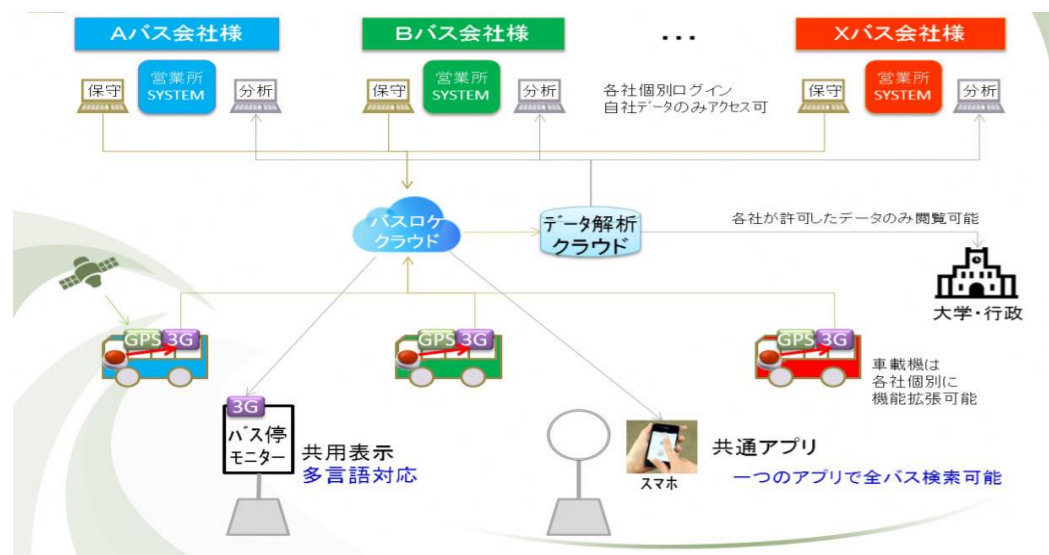 Aバス会社様
Bバス会社様
...
Xバス会社様
保守
営業所
SYSTEM
分析
保守
営業所
SYSTEM
分析
各社個別ログイン
自社データのみアクセス可
保守
営業所
SYSTEM
分析
バスロケ
クラウド
データ解析
クラウド
各社が許可したデータのみ閲覧可能
大学・行政
GPS
3G
GPS
3G
GPS
3G
車載機は
各社個別に
機能拡張可能
3G
バス停
モニター
共用表示
多言語対応
スマホ
共通アプリ
一つのアプリで全バス検索可能